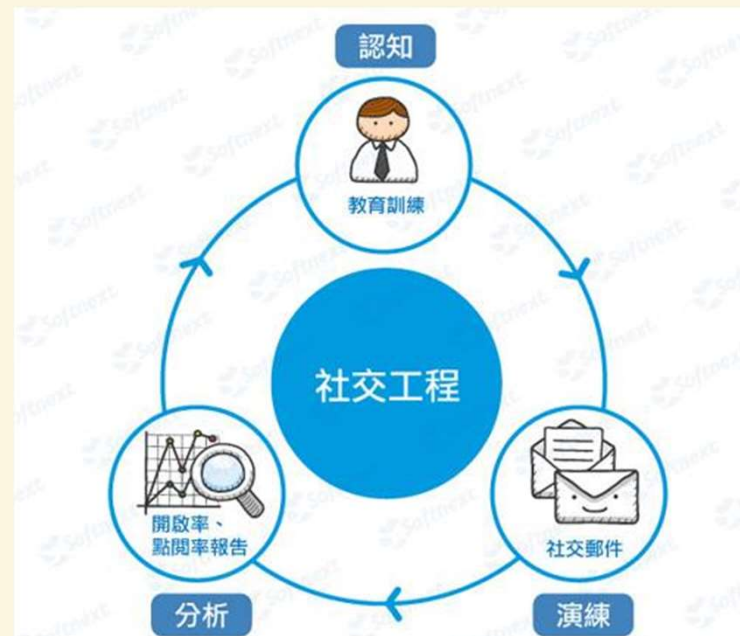 認知
教育訓練
社交工程
開啟率、
點閱率報告
分析
社交郵件
演練
Softnext